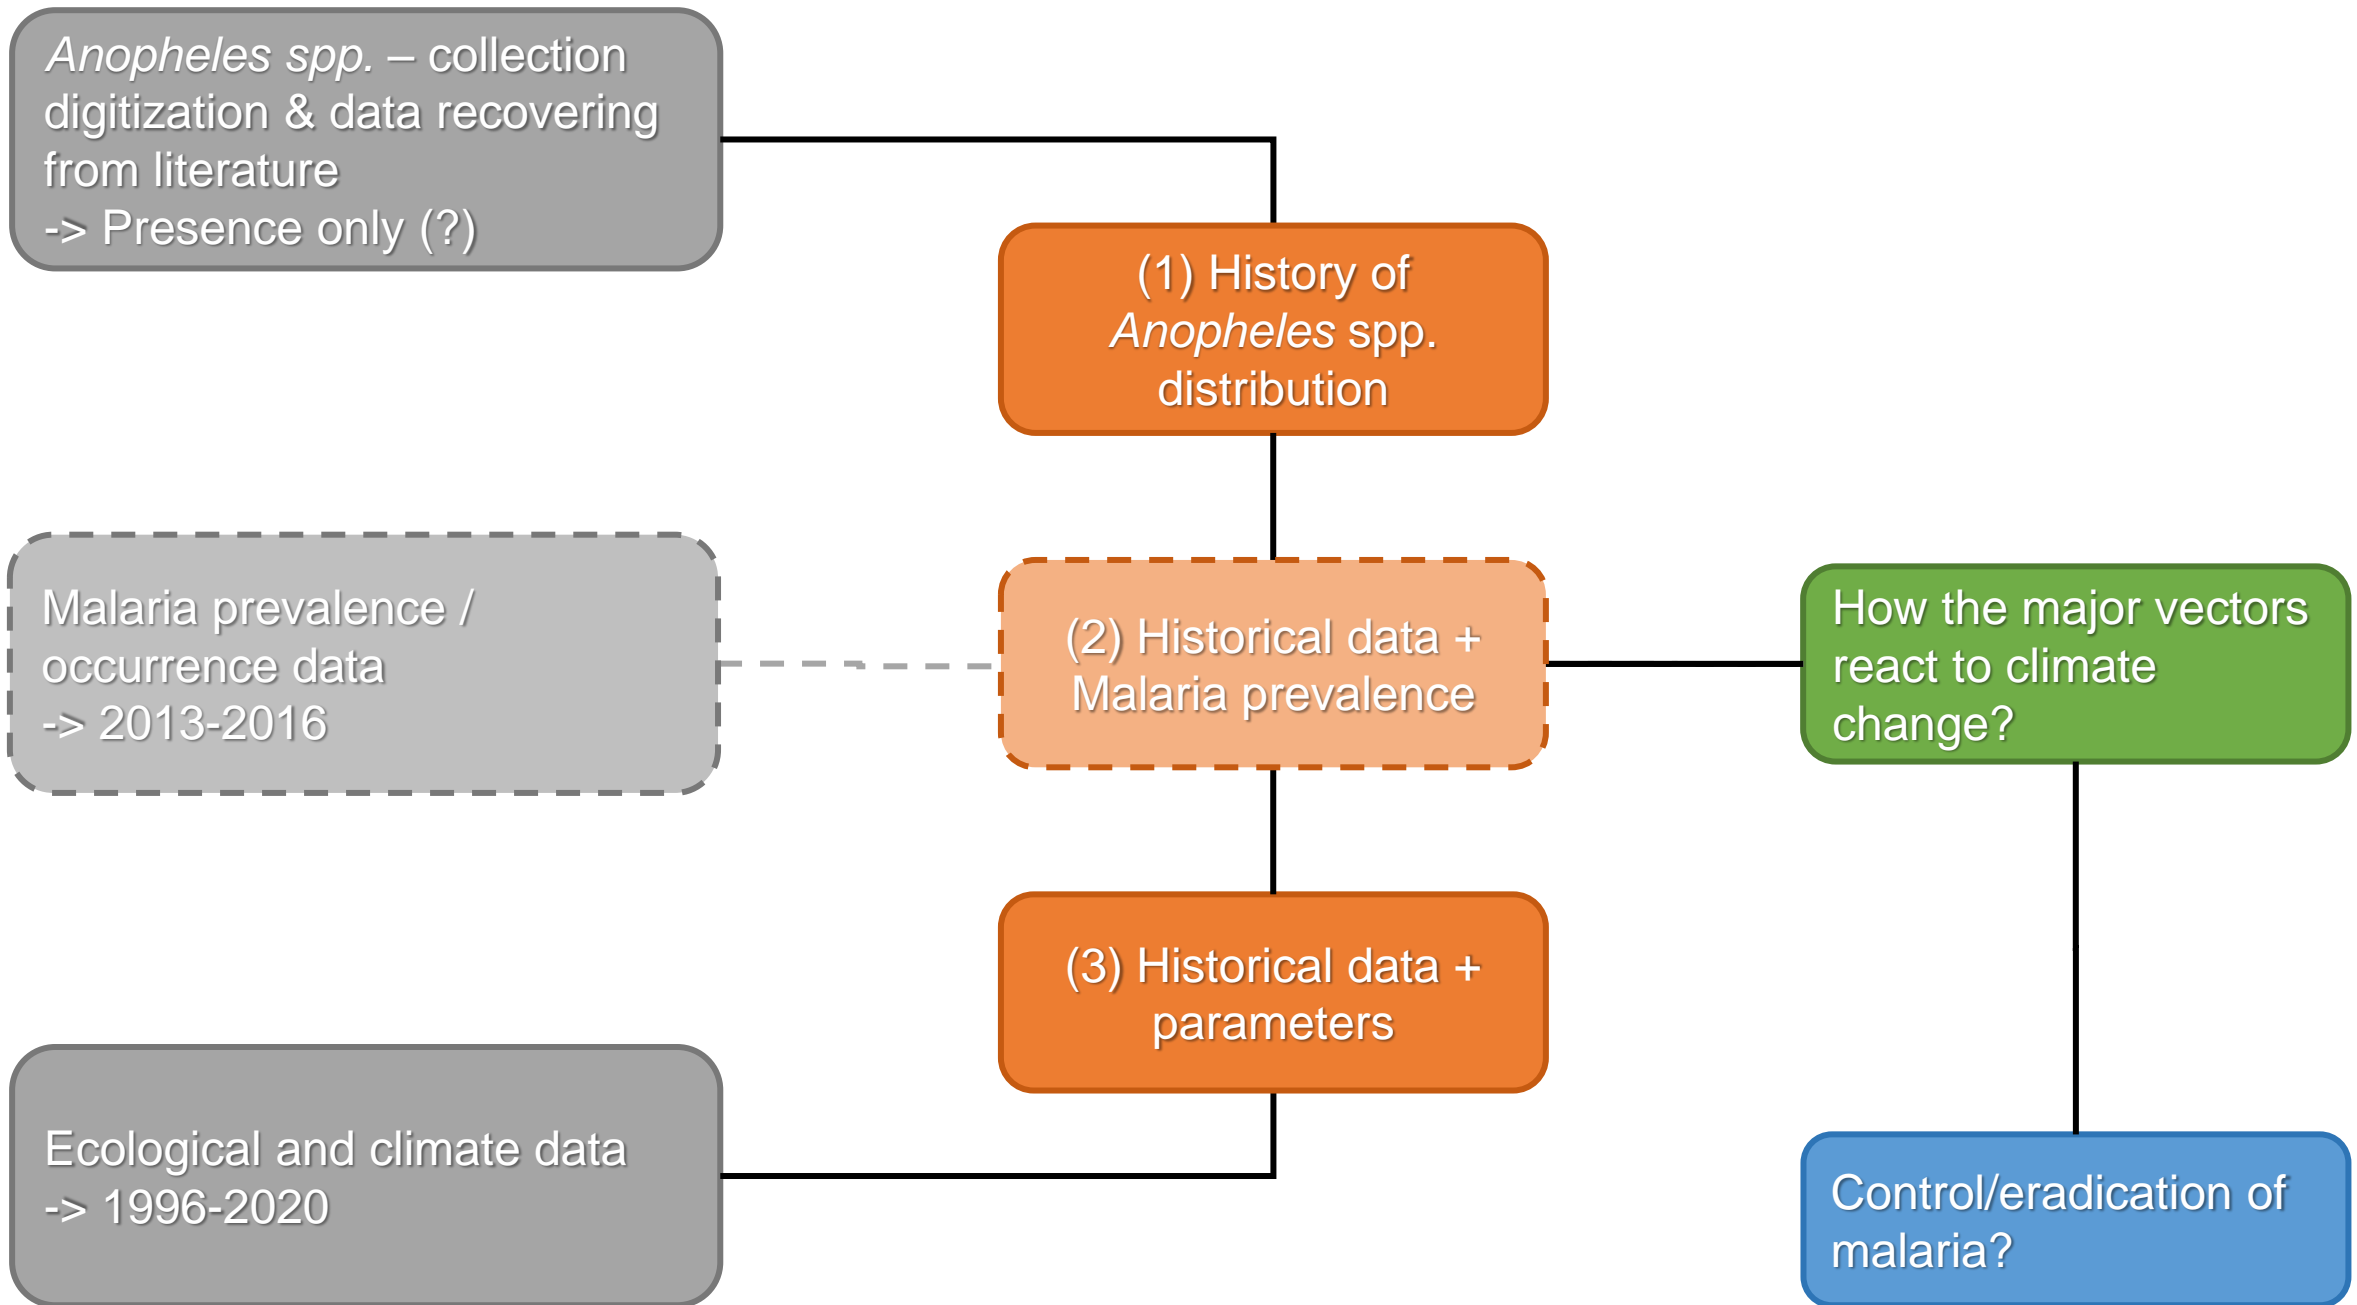 Anopheles spp. – collection
digitization & data recovering
from literature
-> Presence only (?)
(1) History of
Anopheles spp.
distribution
Malaria prevalence /
occurrence data
-> 2013-2016
(2) Historical data +
Malaria prevalence
How the major vectors
react to climate
change?
(3) Historical data +
parameters
Ecological and climate data
-> 1996-2020
Control/eradication of
malaria?